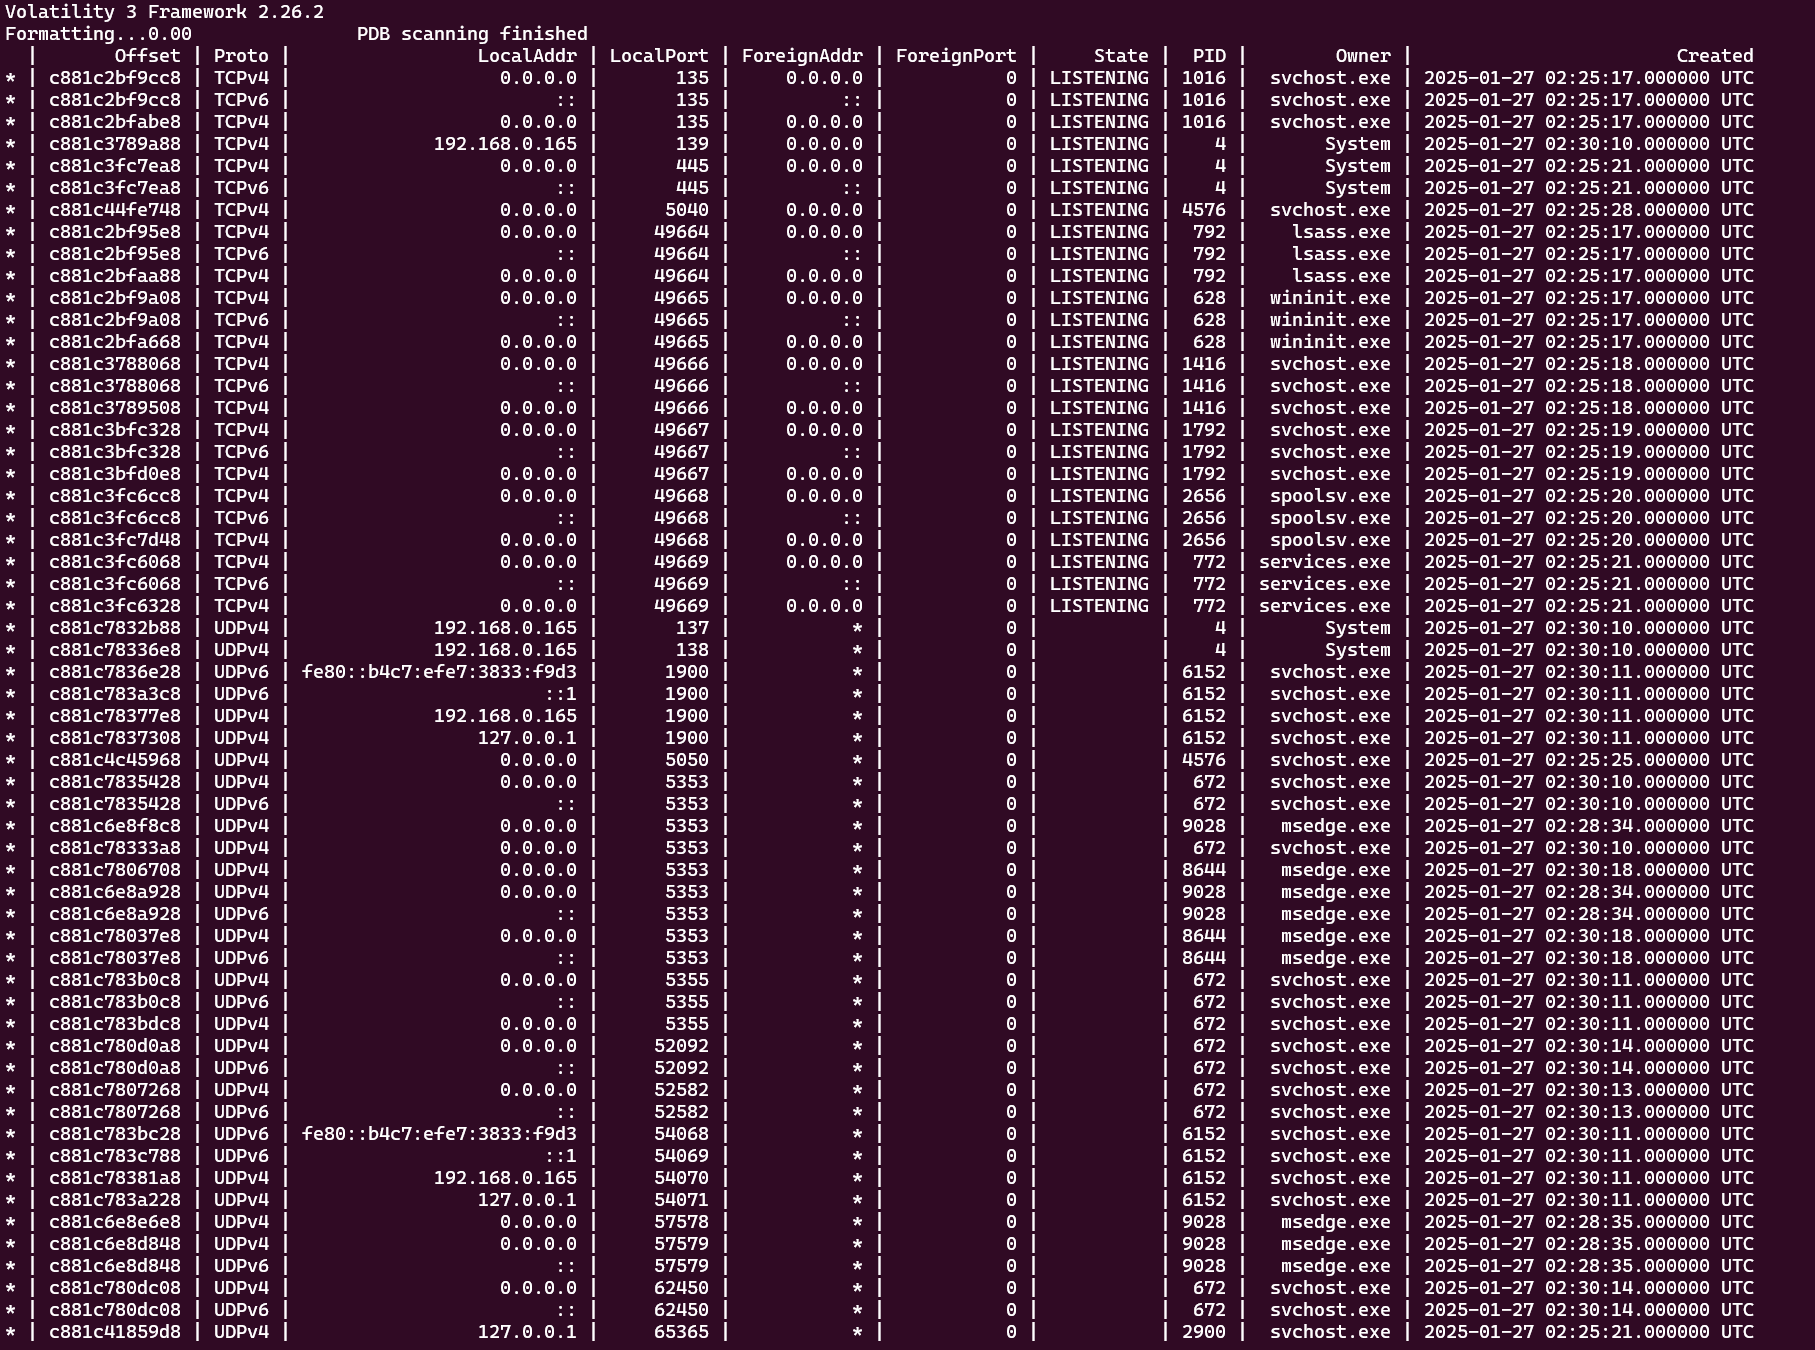 Volatility 3 Framework 2.26.2
Formatting...0.00               PDB scanning finished
  |       Offset | Proto |                 LocalAddr | LocalPort | ForeignAddr | ForeignPort |     State |  PID |        Owner |                        Created
* | c881c2bf9cc8 | TCPv4 |                   0.0.0.0 |       135 |     0.0.0.0 |           0 | LISTENING | 1016 |  svchost.exe | 2025-01-27 02:25:17.000000 UTC
* | c881c2bf9cc8 | TCPv6 |                        :: |       135 |          :: |           0 | LISTENING | 1016 |  svchost.exe | 2025-01-27 02:25:17.000000 UTC
* | c881c2bfabe8 | TCPv4 |                   0.0.0.0 |       135 |     0.0.0.0 |           0 | LISTENING | 1016 |  svchost.exe | 2025-01-27 02:25:17.000000 UTC
* | c881c3789a88 | TCPv4 |             192.168.0.165 |       139 |     0.0.0.0 |           0 | LISTENING |    4 |       System | 2025-01-27 02:30:10.000000 UTC
* | c881c3fc7ea8 | TCPv4 |                   0.0.0.0 |       445 |     0.0.0.0 |           0 | LISTENING |    4 |       System | 2025-01-27 02:25:21.000000 UTC
* | c881c3fc7ea8 | TCPv6 |                        :: |       445 |          :: |           0 | LISTENING |    4 |       System | 2025-01-27 02:25:21.000000 UTC
* | c881c44fe748 | TCPv4 |                   0.0.0.0 |      5040 |     0.0.0.0 |           0 | LISTENING | 4576 |  svchost.exe | 2025-01-27 02:25:28.000000 UTC
* | c881c2bf95e8 | TCPv4 |                   0.0.0.0 |     49664 |     0.0.0.0 |           0 | LISTENING |  792 |    lsass.exe | 2025-01-27 02:25:17.000000 UTC
* | c881c2bf95e8 | TCPv6 |                        :: |     49664 |          :: |           0 | LISTENING |  792 |    lsass.exe | 2025-01-27 02:25:17.000000 UTC
* | c881c2bfaa88 | TCPv4 |                   0.0.0.0 |     49664 |     0.0.0.0 |           0 | LISTENING |  792 |    lsass.exe | 2025-01-27 02:25:17.000000 UTC
* | c881c2bf9a08 | TCPv4 |                   0.0.0.0 |     49665 |     0.0.0.0 |           0 | LISTENING |  628 |  wininit.exe | 2025-01-27 02:25:17.000000 UTC
* | c881c2bf9a08 | TCPv6 |                        :: |     49665 |          :: |           0 | LISTENING |  628 |  wininit.exe | 2025-01-27 02:25:17.000000 UTC
* | c881c2bfa668 | TCPv4 |                   0.0.0.0 |     49665 |     0.0.0.0 |           0 | LISTENING |  628 |  wininit.exe | 2025-01-27 02:25:17.000000 UTC
* | c881c3788068 | TCPv4 |                   0.0.0.0 |     49666 |     0.0.0.0 |           0 | LISTENING | 1416 |  svchost.exe | 2025-01-27 02:25:18.000000 UTC
* | c881c3788068 | TCPv6 |                        :: |     49666 |          :: |           0 | LISTENING | 1416 |  svchost.exe | 2025-01-27 02:25:18.000000 UTC
* | c881c3789508 | TCPv4 |                   0.0.0.0 |     49666 |     0.0.0.0 |           0 | LISTENING | 1416 |  svchost.exe | 2025-01-27 02:25:18.000000 UTC
* | c881c3bfc328 | TCPv4 |                   0.0.0.0 |     49667 |     0.0.0.0 |           0 | LISTENING | 1792 |  svchost.exe | 2025-01-27 02:25:19.000000 UTC
* | c881c3bfc328 | TCPv6 |                        :: |     49667 |          :: |           0 | LISTENING | 1792 |  svchost.exe | 2025-01-27 02:25:19.000000 UTC
* | c881c3bfd0e8 | TCPv4 |                   0.0.0.0 |     49667 |     0.0.0.0 |           0 | LISTENING | 1792 |  svchost.exe | 2025-01-27 02:25:19.000000 UTC
* | c881c3fc6cc8 | TCPv4 |                   0.0.0.0 |     49668 |     0.0.0.0 |           0 | LISTENING | 2656 |  spoolsv.exe | 2025-01-27 02:25:20.000000 UTC
* | c881c3fc6cc8 | TCPv6 |                        :: |     49668 |          :: |           0 | LISTENING | 2656 |  spoolsv.exe | 2025-01-27 02:25:20.000000 UTC
* | c881c3fc7d48 | TCPv4 |                   0.0.0.0 |     49668 |     0.0.0.0 |           0 | LISTENING | 2656 |  spoolsv.exe | 2025-01-27 02:25:20.000000 UTC
* | c881c3fc6068 | TCPv4 |                   0.0.0.0 |     49669 |     0.0.0.0 |           0 | LISTENING |  772 | services.exe | 2025-01-27 02:25:21.000000 UTC
* | c881c3fc6068 | TCPv6 |                        :: |     49669 |          :: |           0 | LISTENING |  772 | services.exe | 2025-01-27 02:25:21.000000 UTC
* | c881c3fc6328 | TCPv4 |                   0.0.0.0 |     49669 |     0.0.0.0 |           0 | LISTENING |  772 | services.exe | 2025-01-27 02:25:21.000000 UTC
* | c881c7832b88 | UDPv4 |             192.168.0.165 |       137 |           * |           0 |           |    4 |       System | 2025-01-27 02:30:10.000000 UTC
* | c881c78336e8 | UDPv4 |             192.168.0.165 |       138 |           * |           0 |           |    4 |       System | 2025-01-27 02:30:10.000000 UTC
* | c881c7836e28 | UDPv6 | fe80::b4c7:efe7:3833:f9d3 |      1900 |           * |           0 |           | 6152 |  svchost.exe | 2025-01-27 02:30:11.000000 UTC
* | c881c783a3c8 | UDPv6 |                       ::1 |      1900 |           * |           0 |           | 6152 |  svchost.exe | 2025-01-27 02:30:11.000000 UTC
* | c881c78377e8 | UDPv4 |             192.168.0.165 |      1900 |           * |           0 |           | 6152 |  svchost.exe | 2025-01-27 02:30:11.000000 UTC
* | c881c7837308 | UDPv4 |                 127.0.0.1 |      1900 |           * |           0 |           | 6152 |  svchost.exe | 2025-01-27 02:30:11.000000 UTC
* | c881c4c45968 | UDPv4 |                   0.0.0.0 |      5050 |           * |           0 |           | 4576 |  svchost.exe | 2025-01-27 02:25:25.000000 UTC
* | c881c7835428 | UDPv4 |                   0.0.0.0 |      5353 |           * |           0 |           |  672 |  svchost.exe | 2025-01-27 02:30:10.000000 UTC
* | c881c7835428 | UDPv6 |                        :: |      5353 |           * |           0 |           |  672 |  svchost.exe | 2025-01-27 02:30:10.000000 UTC
* | c881c6e8f8c8 | UDPv4 |                   0.0.0.0 |      5353 |           * |           0 |           | 9028 |   msedge.exe | 2025-01-27 02:28:34.000000 UTC
* | c881c78333a8 | UDPv4 |                   0.0.0.0 |      5353 |           * |           0 |           |  672 |  svchost.exe | 2025-01-27 02:30:10.000000 UTC
* | c881c7806708 | UDPv4 |                   0.0.0.0 |      5353 |           * |           0 |           | 8644 |   msedge.exe | 2025-01-27 02:30:18.000000 UTC
* | c881c6e8a928 | UDPv4 |                   0.0.0.0 |      5353 |           * |           0 |           | 9028 |   msedge.exe | 2025-01-27 02:28:34.000000 UTC
* | c881c6e8a928 | UDPv6 |                        :: |      5353 |           * |           0 |           | 9028 |   msedge.exe | 2025-01-27 02:28:34.000000 UTC
* | c881c78037e8 | UDPv4 |                   0.0.0.0 |      5353 |           * |           0 |           | 8644 |   msedge.exe | 2025-01-27 02:30:18.000000 UTC
* | c881c78037e8 | UDPv6 |                        :: |      5353 |           * |           0 |           | 8644 |   msedge.exe | 2025-01-27 02:30:18.000000 UTC
* | c881c783b0c8 | UDPv4 |                   0.0.0.0 |      5355 |           * |           0 |           |  672 |  svchost.exe | 2025-01-27 02:30:11.000000 UTC
* | c881c783b0c8 | UDPv6 |                        :: |      5355 |           * |           0 |           |  672 |  svchost.exe | 2025-01-27 02:30:11.000000 UTC
* | c881c783bdc8 | UDPv4 |                   0.0.0.0 |      5355 |           * |           0 |           |  672 |  svchost.exe | 2025-01-27 02:30:11.000000 UTC
* | c881c780d0a8 | UDPv4 |                   0.0.0.0 |     52092 |           * |           0 |           |  672 |  svchost.exe | 2025-01-27 02:30:14.000000 UTC
* | c881c780d0a8 | UDPv6 |                        :: |     52092 |           * |           0 |           |  672 |  svchost.exe | 2025-01-27 02:30:14.000000 UTC
* | c881c7807268 | UDPv4 |                   0.0.0.0 |     52582 |           * |           0 |           |  672 |  svchost.exe | 2025-01-27 02:30:13.000000 UTC
* | c881c7807268 | UDPv6 |                        :: |     52582 |           * |           0 |           |  672 |  svchost.exe | 2025-01-27 02:30:13.000000 UTC
* | c881c783bc28 | UDPv6 | fe80::b4c7:efe7:3833:f9d3 |     54068 |           * |           0 |           | 6152 |  svchost.exe | 2025-01-27 02:30:11.000000 UTC
* | c881c783c788 | UDPv6 |                       ::1 |     54069 |           * |           0 |           | 6152 |  svchost.exe | 2025-01-27 02:30:11.000000 UTC
* | c881c78381a8 | UDPv4 |             192.168.0.165 |     54070 |           * |           0 |           | 6152 |  svchost.exe | 2025-01-27 02:30:11.000000 UTC
* | c881c783a228 | UDPv4 |                 127.0.0.1 |     54071 |           * |           0 |           | 6152 |  svchost.exe | 2025-01-27 02:30:11.000000 UTC
* | c881c6e8e6e8 | UDPv4 |                   0.0.0.0 |     57578 |           * |           0 |           | 9028 |   msedge.exe | 2025-01-27 02:28:35.000000 UTC
* | c881c6e8d848 | UDPv4 |                   0.0.0.0 |     57579 |           * |           0 |           | 9028 |   msedge.exe | 2025-01-27 02:28:35.000000 UTC
* | c881c6e8d848 | UDPv6 |                        :: |     57579 |           * |           0 |           | 9028 |   msedge.exe | 2025-01-27 02:28:35.000000 UTC
* | c881c780dc08 | UDPv4 |                   0.0.0.0 |     62450 |           * |           0 |           |  672 |  svchost.exe | 2025-01-27 02:30:14.000000 UTC
* | c881c780dc08 | UDPv6 |                        :: |     62450 |           * |           0 |           |  672 |  svchost.exe | 2025-01-27 02:30:14.000000 UTC
* | c881c41859d8 | UDPv4 |                 127.0.0.1 |     65365 |           * |           0 |           | 2900 |  svchost.exe | 2025-01-27 02:25:21.000000 UTC